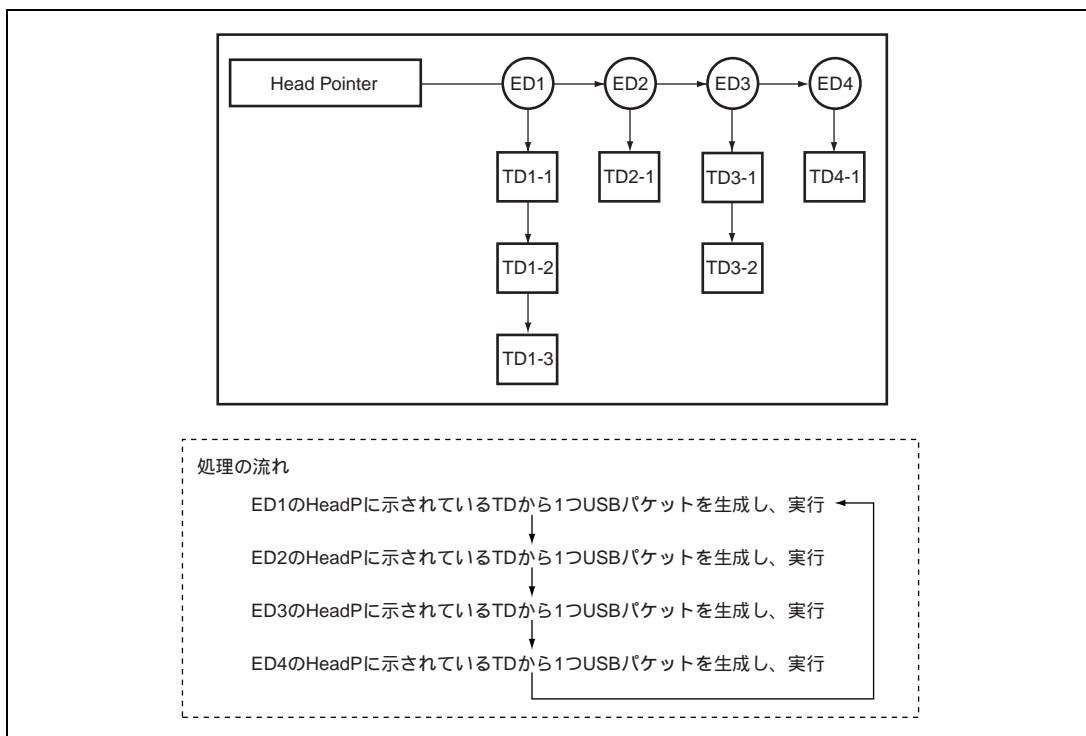 Head Pointer
ED1
ED2
ED3
ED4
TD1-1
TD2-1
TD3-1
TD4-1
TD1-2
TD3-2
TD1-3
処理の流れ
ED1のHeadPに示されているTDから1つUSBパケットを生成し、実行
ED2のHeadPに示されているTDから1つUSBパケットを生成し、実行
ED3のHeadPに示されているTDから1つUSBパケットを生成し、実行
ED4のHeadPに示されているTDから1つUSBパケットを生成し、実行